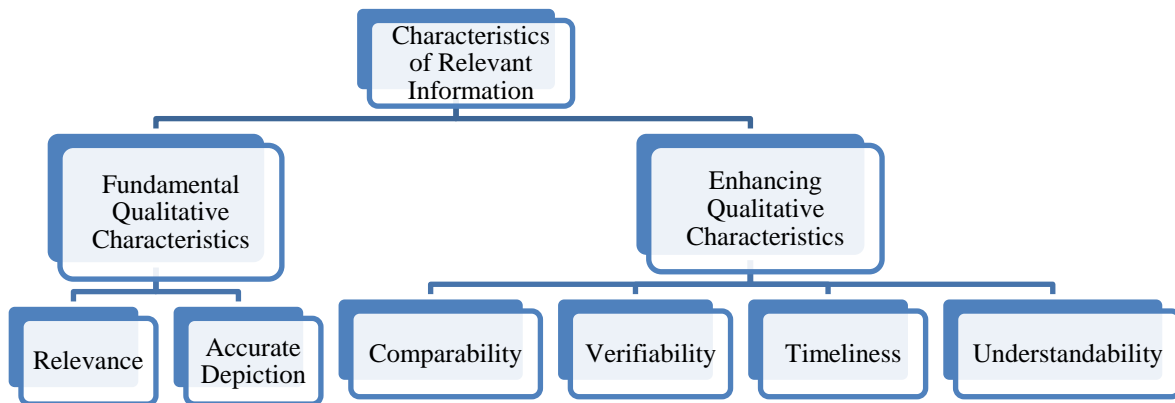 Characteristics
of Relevant
Information
Fundamental
Qualitative
Characteristics
Enhancing
Qualitative
Characteristics
Relevance
Accurate
Depiction
Comparability
Verifiability
Timeliness
Understandability